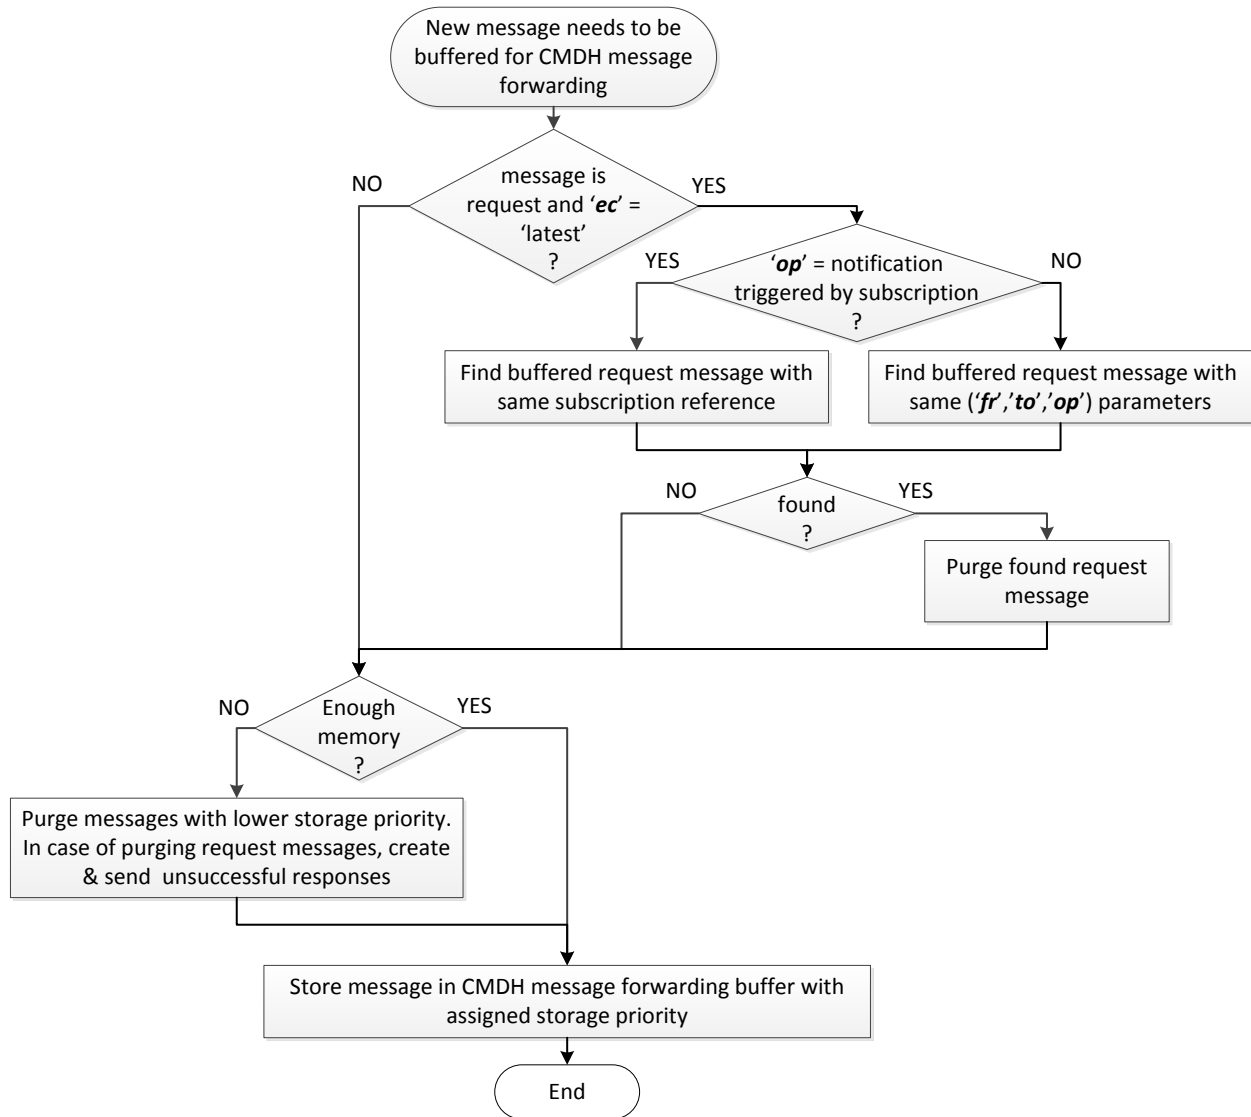 New message needs to be
buffered for CMDH message
forwarding
NO
message is
request and ‘ec’ =
‘latest’
?
YES
YES
‘op’ = notification
triggered by subscription
?
NO
Find buffered request message with
same subscription reference
Find buffered request message with
same (‘fr’,’to’,’op’) parameters
NO
found
?
YES
Purge found request
message
NO
Enough
memory
?
YES
Purge messages with lower storage priority.
In case of purging request messages, create
& send  unsuccessful responses
Store message in CMDH message forwarding buffer with
assigned storage priority
End